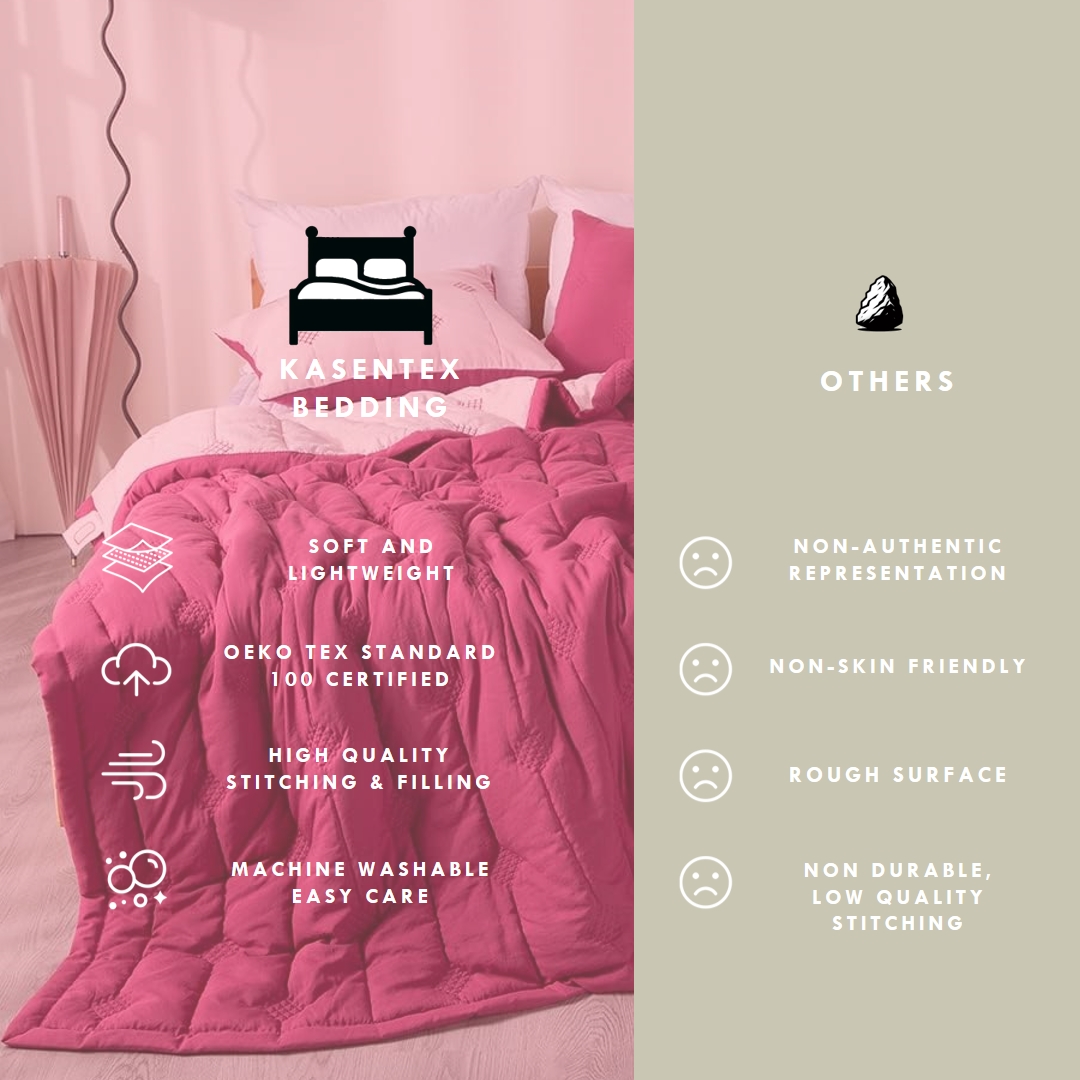 KASENTEX
BEDDING
SOFT AND
LIGHTWEIGHT
OEKO TEX STANDARD
100 CERTIFIED
HIGH QUALITY
STITCHING & FILLING
MACHINE WASHABLE
EASY CARE
OTHERS
NON-AUTHENTIC
REPRESENTATION
NON-SKIN FRIENDLY
ROUGH SURFACE
NON DURABLE,
LOW QUALITY
STITCHING